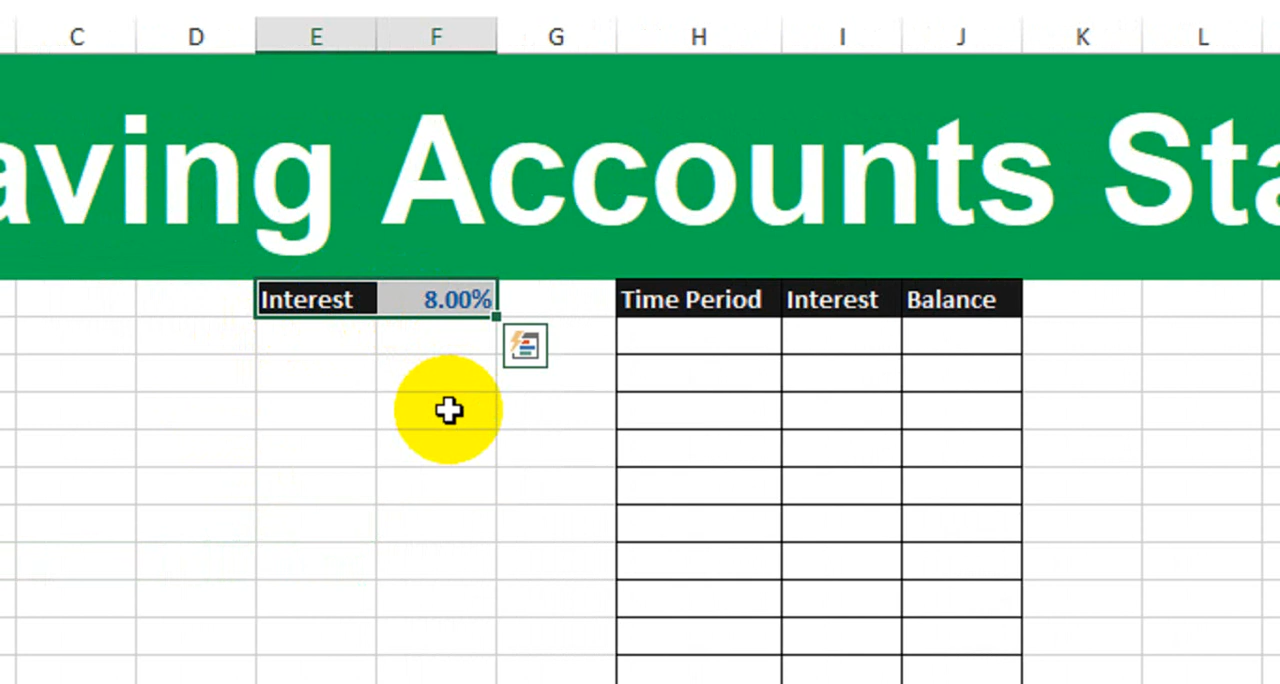 C D E F G H I J K L
aving Accounts Sta
Interest 8.00% Time Period Interest Balance